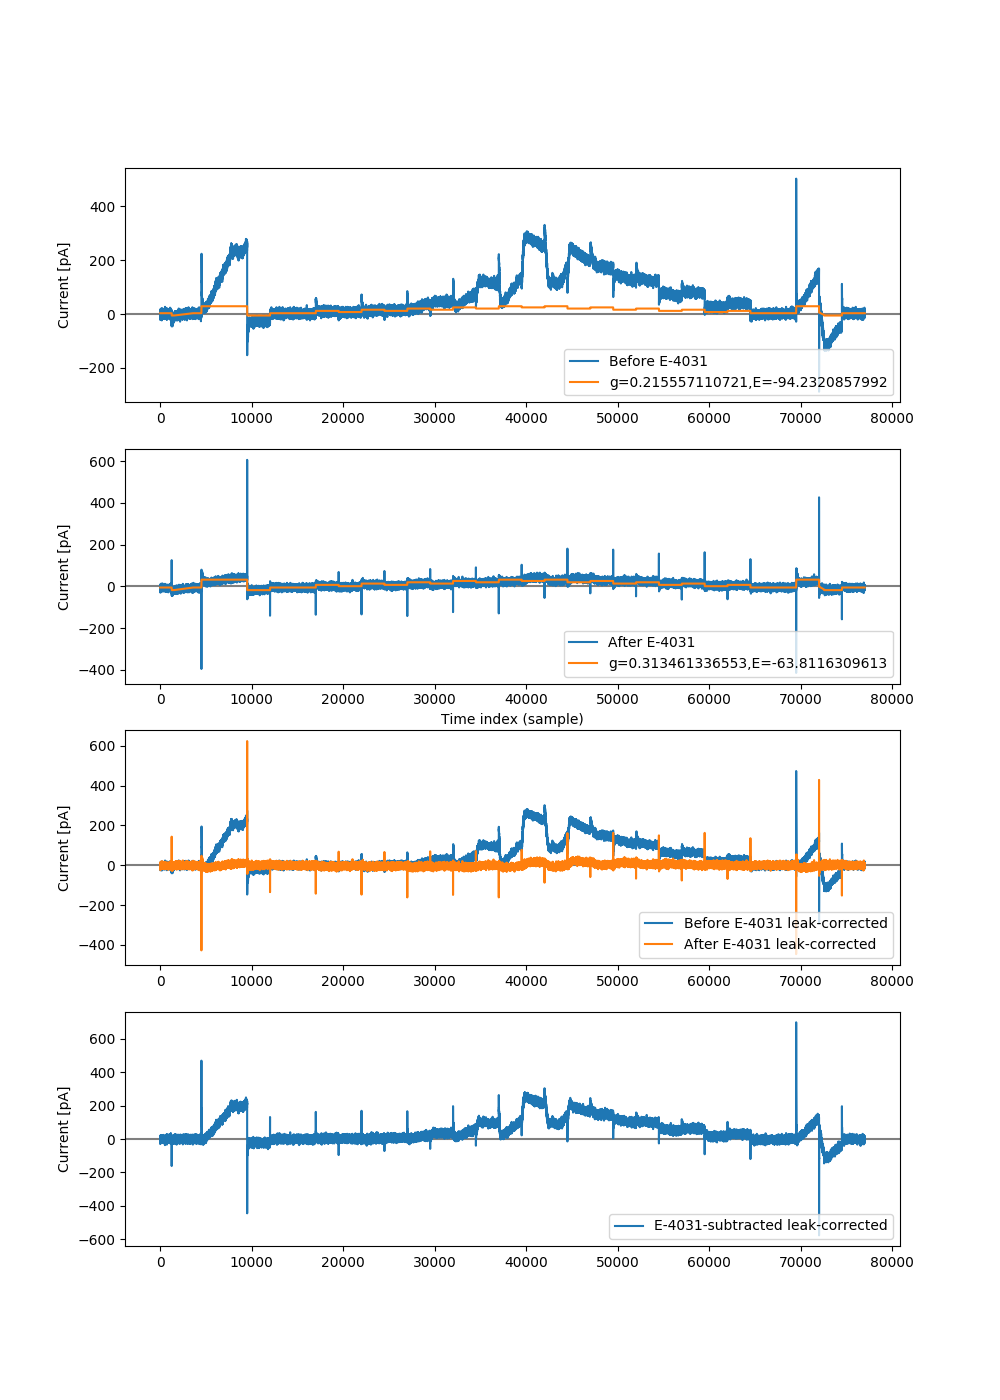 400
200
0
−200
Current [pA]
Before E-4031
g=0.215557110721,E=-94.2320857992
0 10000 20000 30000 40000 50000 60000 70000 80000
600
400
200
0
−200
−400
Current [pA]
After E-4031
g=0.313461336553,E=-63.8116309613
0 10000 20000 30000 40000 50000 60000 70000 80000
Time index (sample)
600
400
200
0
−200
−400
Current [pA]
Before E-4031 leak-corrected
After E-4031 leak-corrected
0 10000 20000 30000 40000 50000 60000 70000 80000
600
400
200
0
−200
−400
−600
Current [pA]
E-4031-subtracted leak-corrected
0 10000 20000 30000 40000 50000 60000 70000 80000